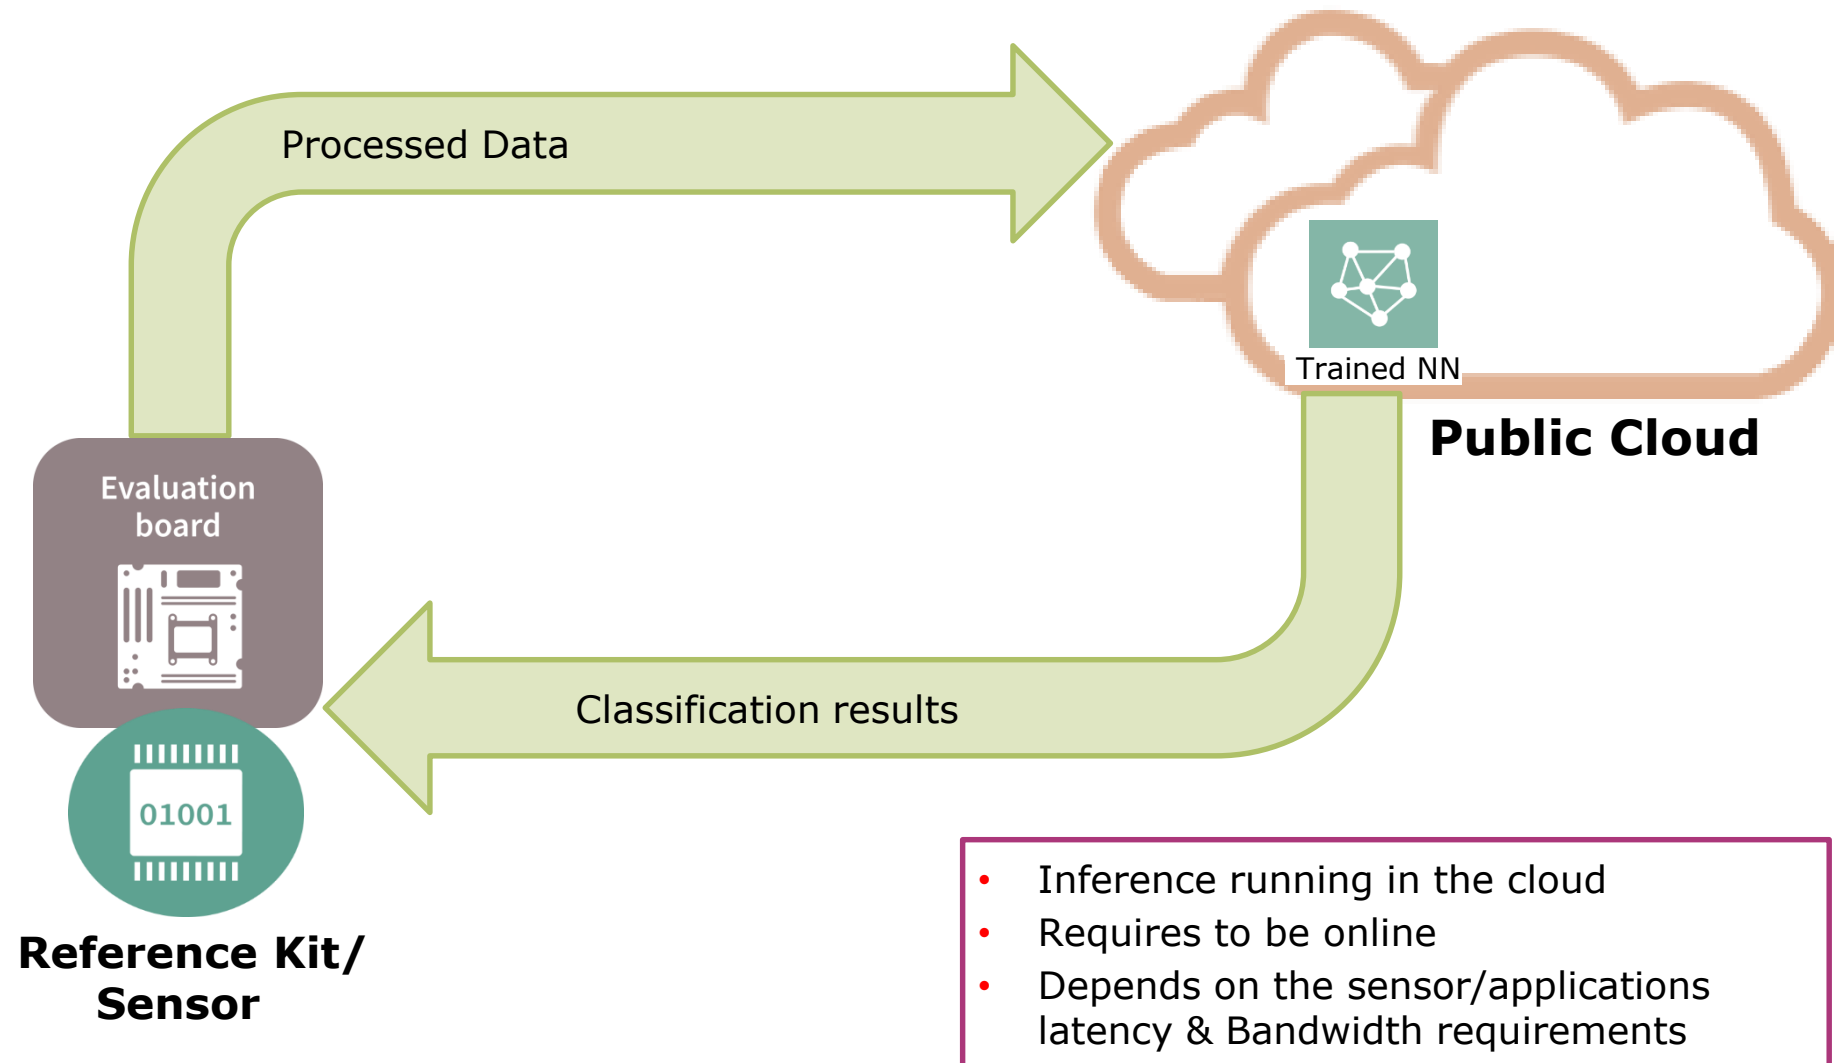 Processed Data
Trained NN
Public Cloud
Evaluation
board
Classification results
01001
Reference Kit/
Sensor
• Inference running in the cloud
• Requires to be online
• Depends on the sensor/applications
latency & Bandwidth requirements